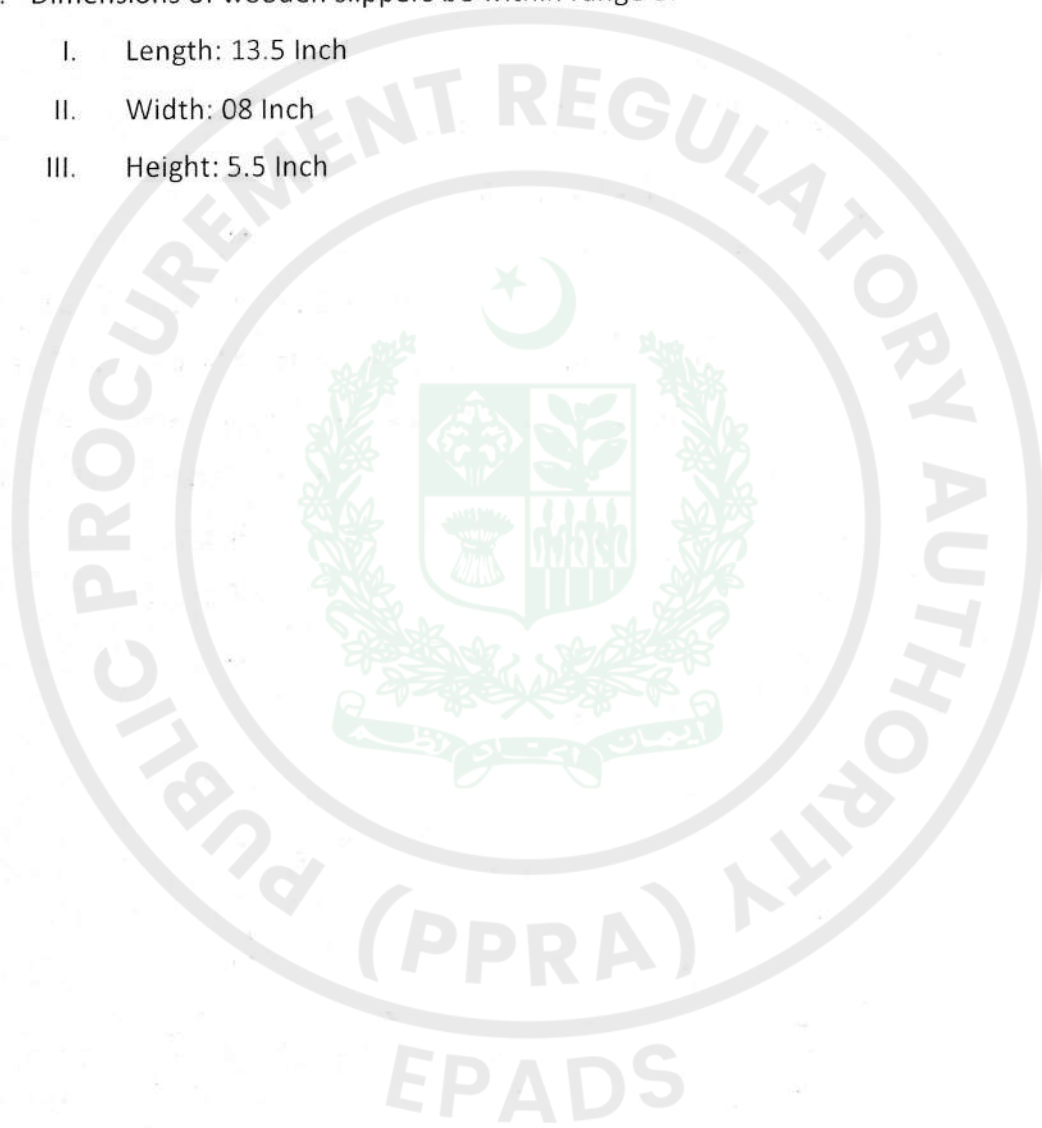 Dimensions of wooden slippers be within range of
I. Length: 13.5 Inch
II. Width: 08 Inch
III. Height: 5.5 Inch
PUBLIC PROCUREMENT REGULATORY AUTHORITY
(PPRA)
EPADS